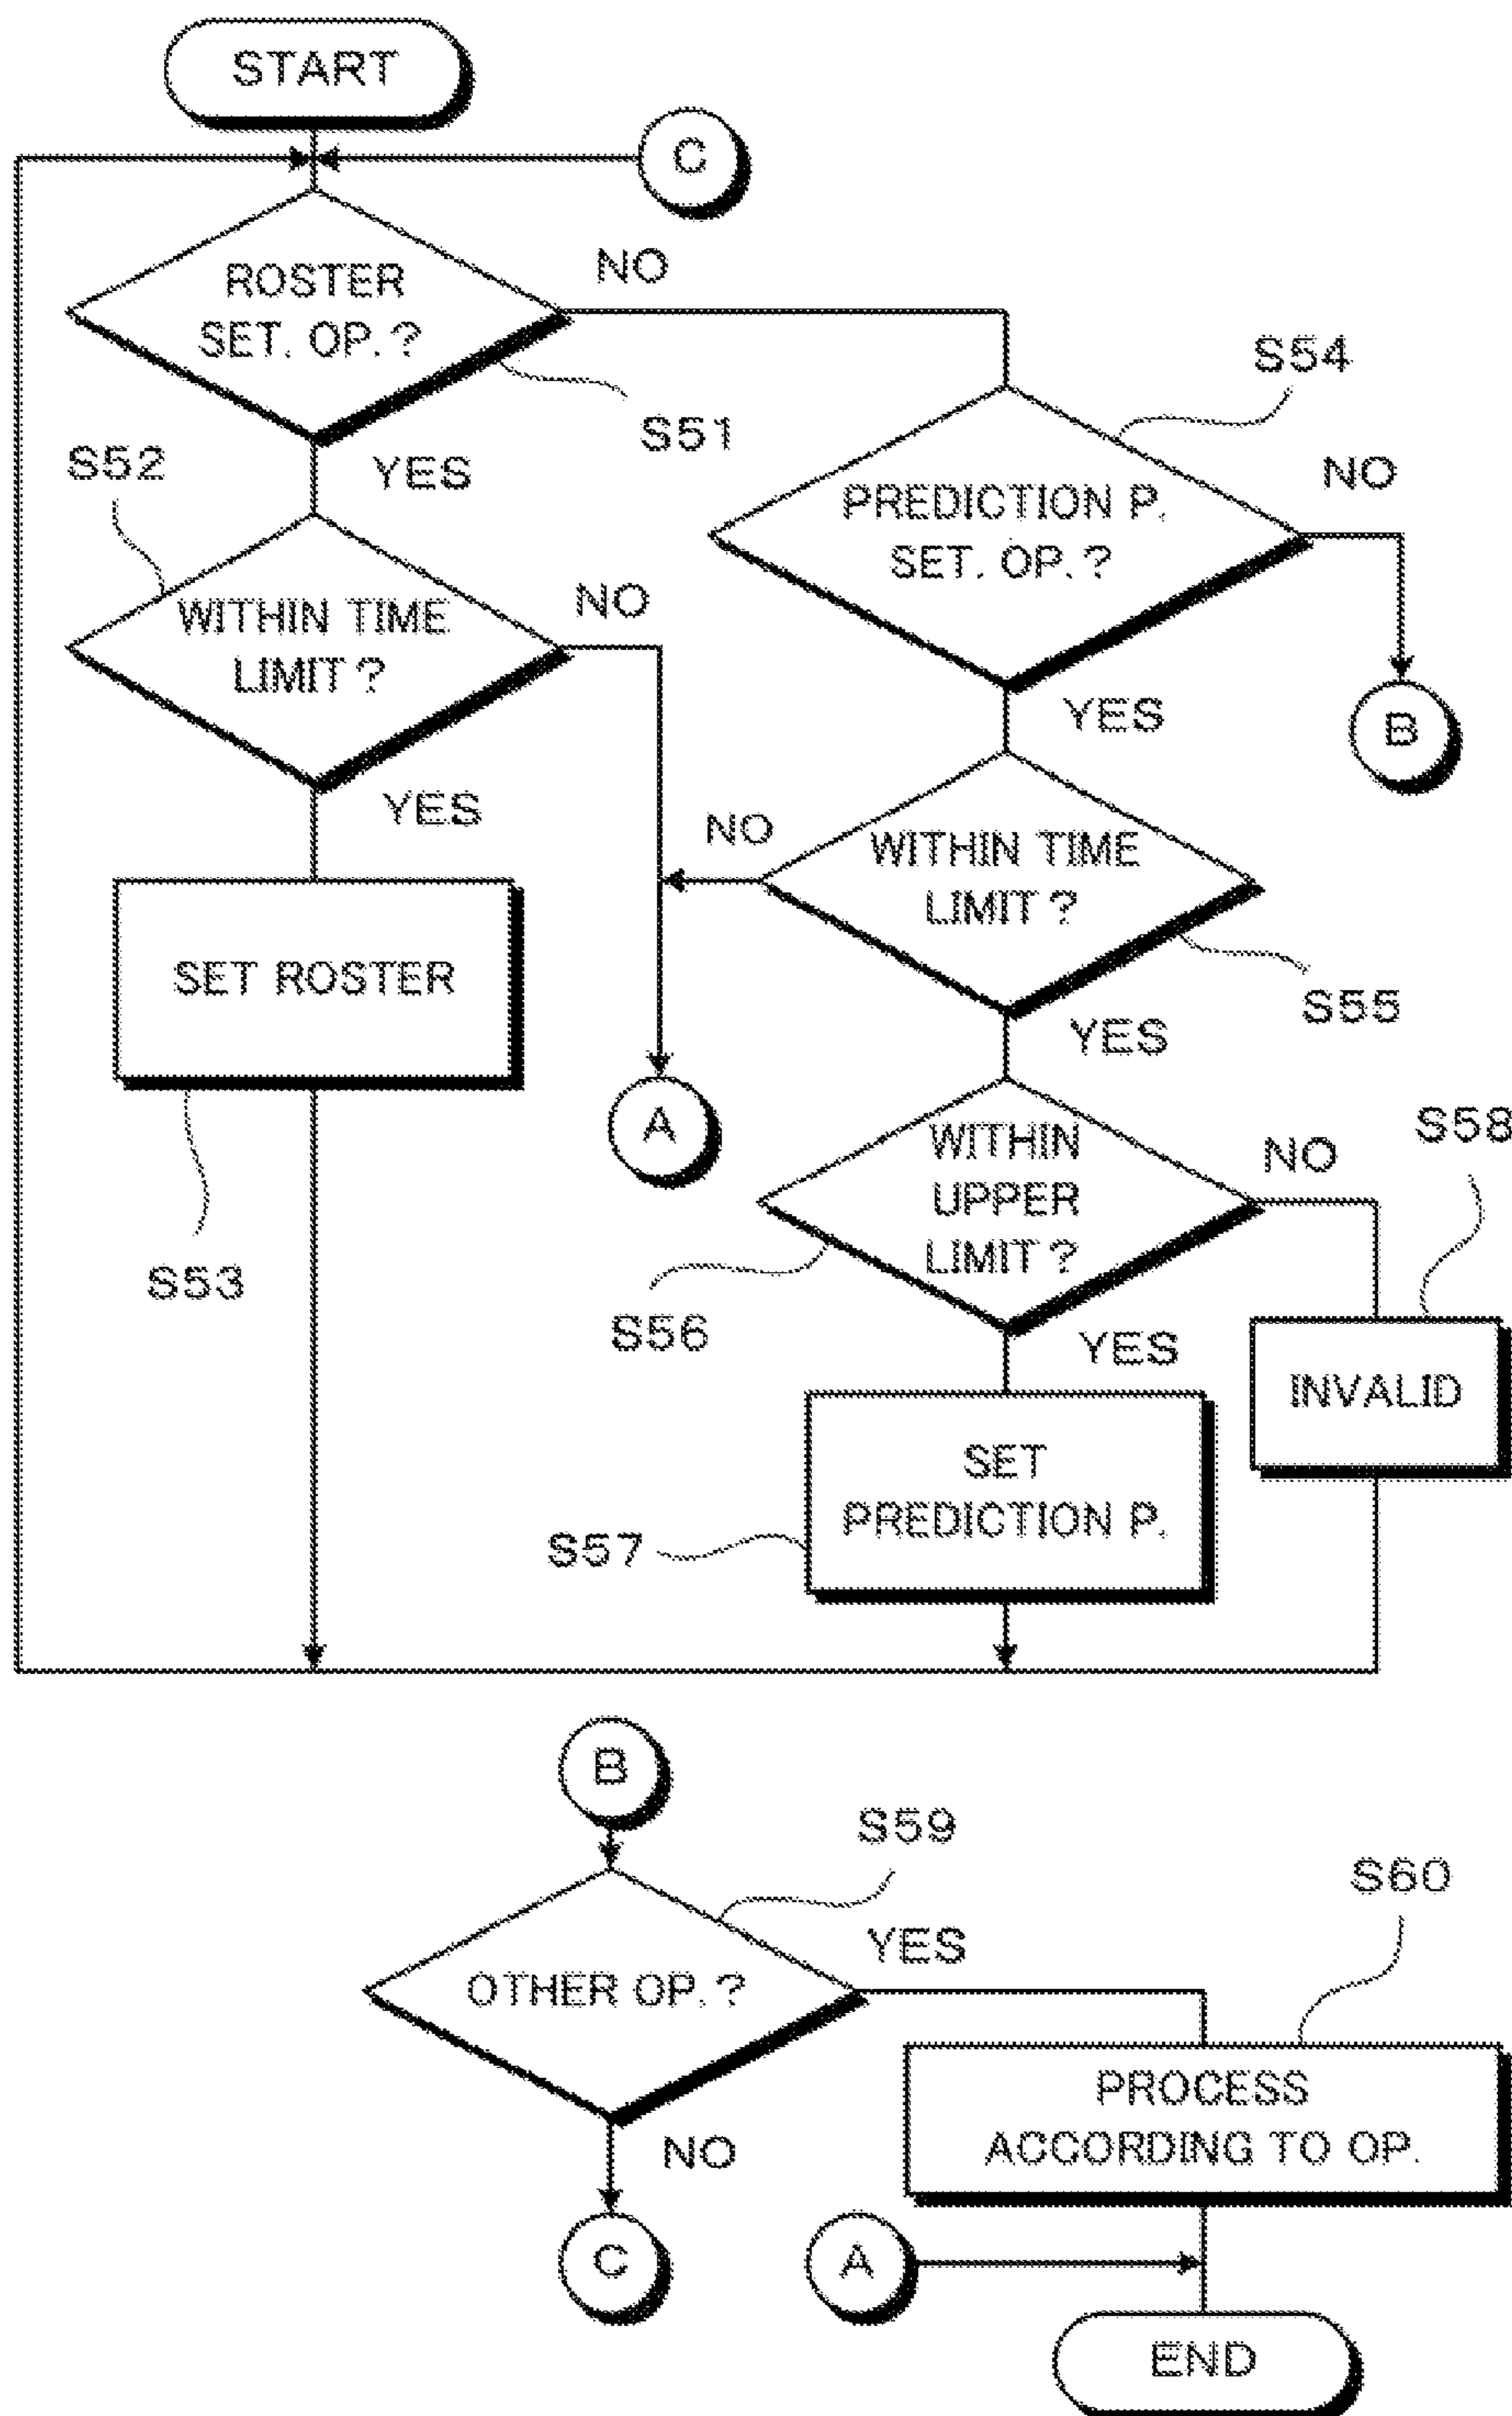 START
C
ROSTER
SET. OP. ?
NO
S51
S54
YES
S52
PREDICTION P.
SET. OP. ?
NO
WITHIN TIME
LIMIT ?
NO
B
YES
YES
NO
WITHIN TIME
LIMIT ?
SET ROSTER
S55
YES
A
S53
WITHIN
UPPER
LIMIT ?
NO
S58
S56
YES
INVALID
SET
PREDICTION P.
S57
B
S59
OTHER OP. ?
YES
S60
PROCESS
ACCORDING TO OP.
NO
C
A
END